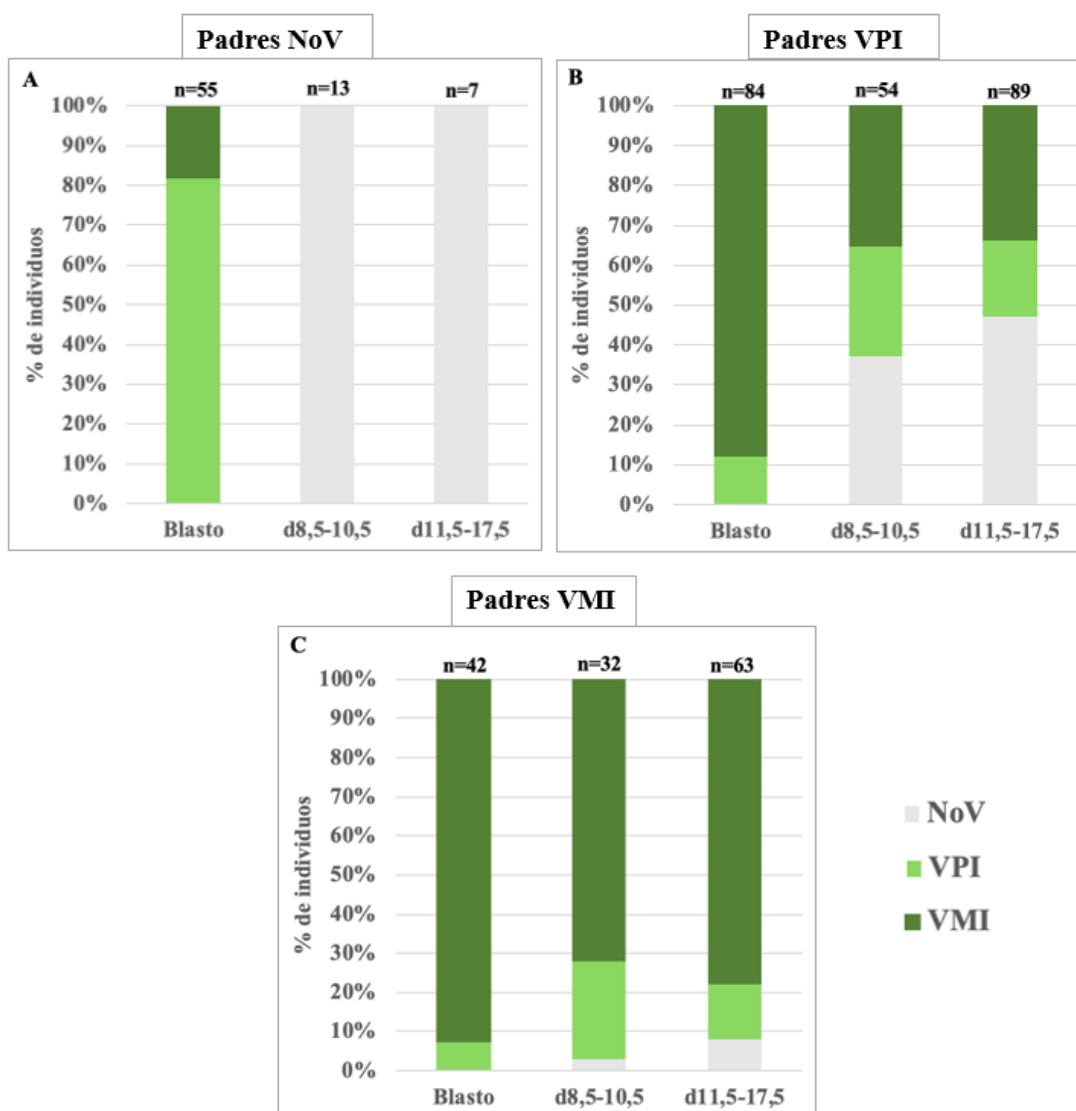 Padres NoV
A
n=55 n=13 n=7
100%
90%
80%
70%
60%
50%
40%
30%
20%
10%
0%
% de individuos
Blasto d8,5-10,5 d11,5-17,5
Padres VPI
B
n=84 n=54 n=89
100%
90%
80%
70%
60%
50%
40%
30%
20%
10%
0%
% de individuos
Blasto d8,5-10,5 d11,5-17,5
Padres VMI
C
n=42 n=32 n=63
100%
90%
80%
70%
60%
50%
40%
30%
20%
10%
0%
% de individuos
Blasto d8,5-10,5 d11,5-17,5
NoV
VPI
VMI